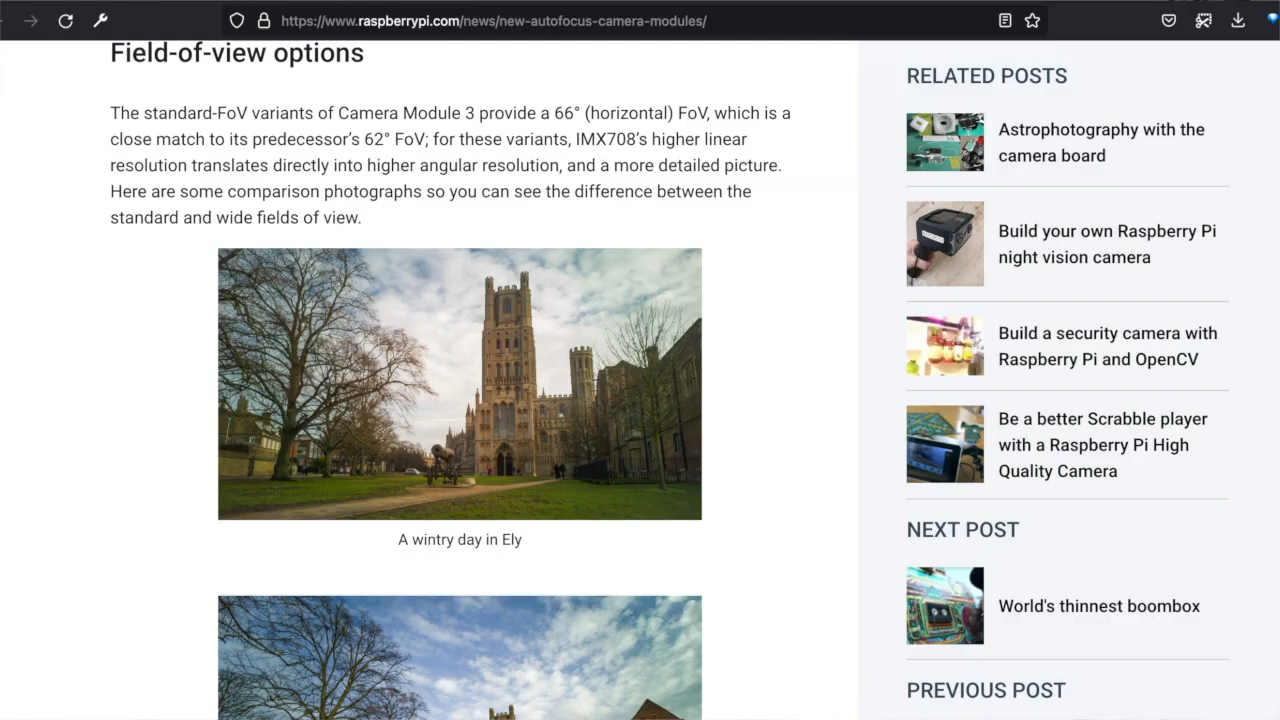 https://www.raspberrypi.com/news/new-autofocus-camera-modules/
Field-of-view options
The standard-FoV variants of Camera Module 3 provide a 66° (horizontal) FoV, which is a
close match to its predecessor’s 62° FoV; for these variants, IMX708’s higher linear
resolution translates directly into higher angular resolution, and a more detailed picture.
Here are some comparison photographs so you can see the difference between the
standard and wide fields of view.
A wintry day in Ely
RELATED POSTS
Astrophotography with the
camera board
Build your own Raspberry Pi
night vision camera
Build a security camera with
Raspberry Pi and OpenCV
Be a better Scrabble player
with a Raspberry Pi High
Quality Camera
NEXT POST
World's thinnest boombox
PREVIOUS POST